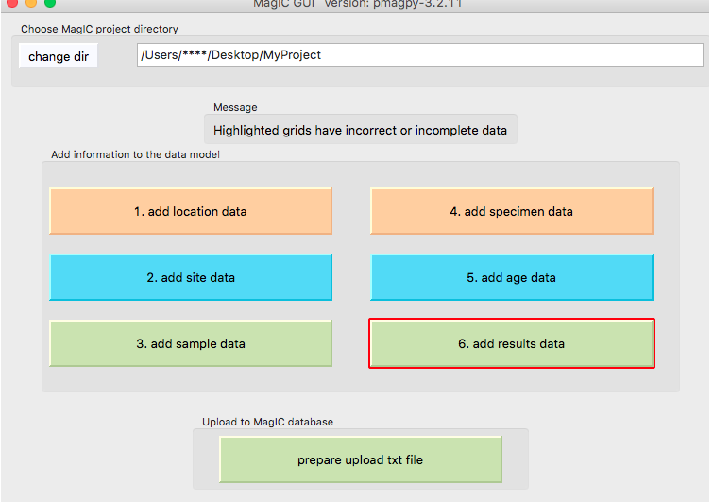 MagIC GUI Version: pmagpy-3.2.11
Choose MagIC project directory
change dir
/Users/****/Desktop/MyProject
Message
Highlighted grids have incorrect or incomplete data
Add information to the data model
1. add location data
4. add specimen data
2. add site data
5. add age data
3. add sample data
6. add results data
Upload to MagIC database
prepare upload txt file